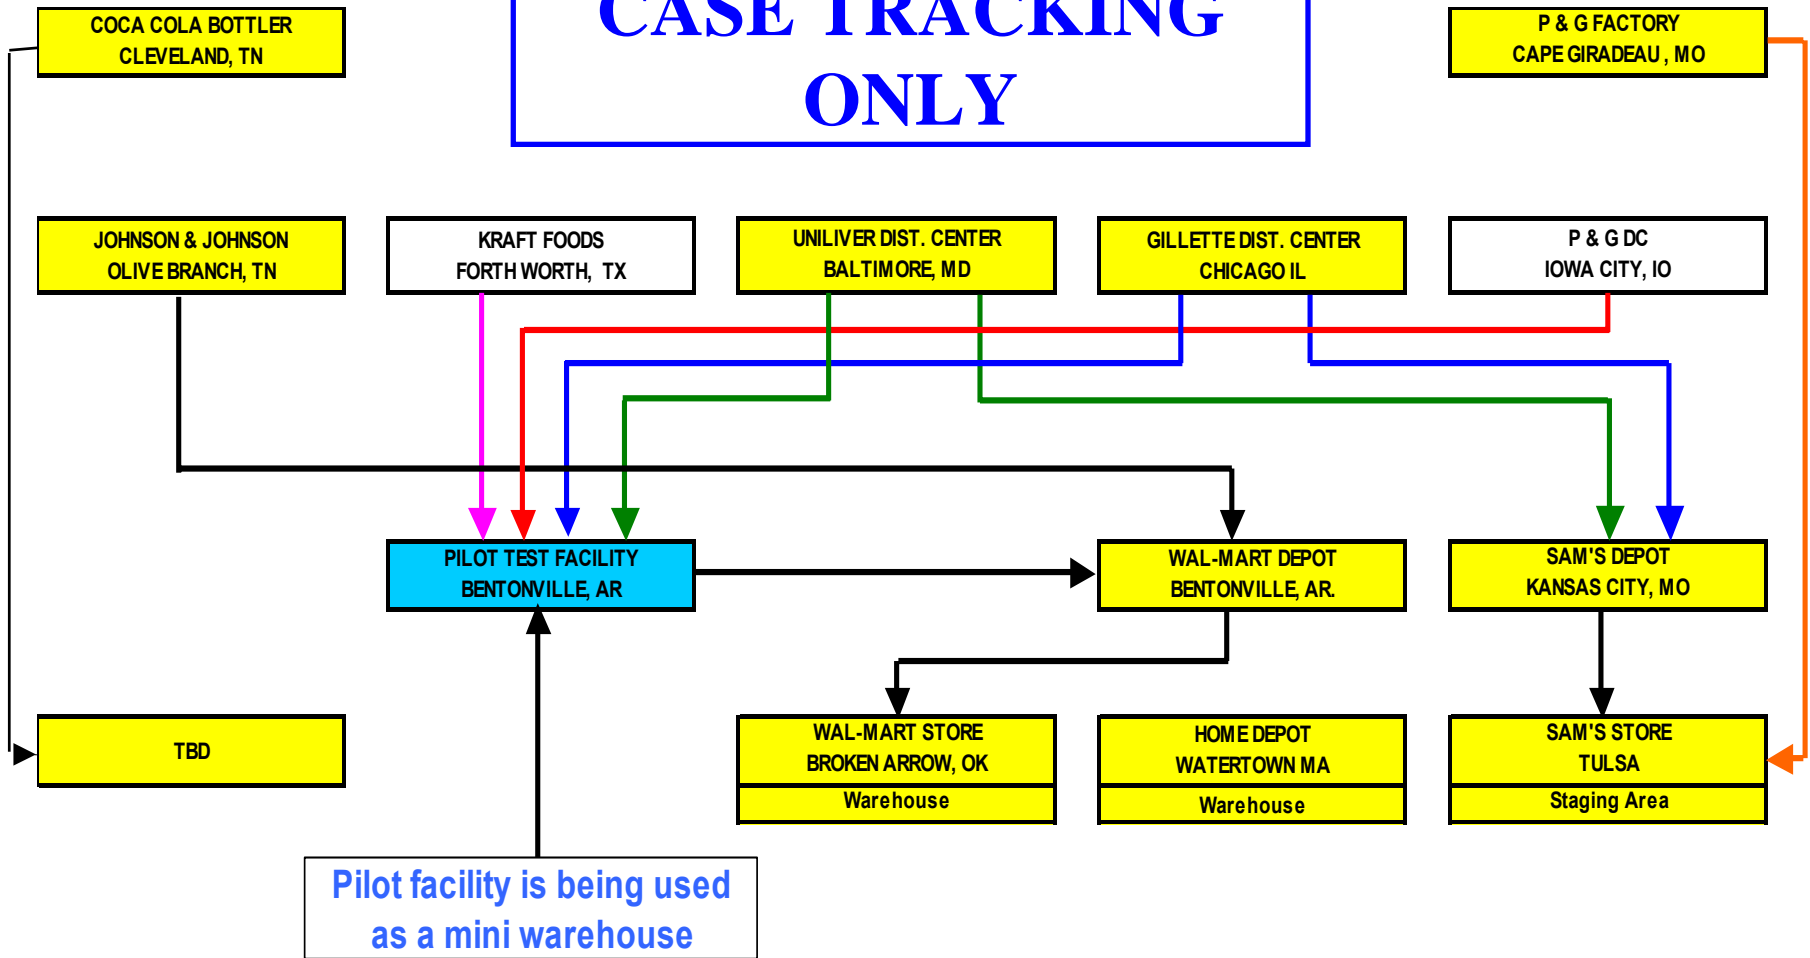 CASE TRACKING
ONLY
COCA COLA BOTTLER
CLEVELAND, TN
P & G FACTORY
CAPE GIRADEAU , MO
JOHNSON & JOHNSON
OLIVE BRANCH, TN
KRAFT FOODS
FORTH WORTH, TX
UNILIVER DIST. CENTER
BALTIMORE, MD
GILLETTE DIST. CENTER
CHICAGO IL
P & G DC
IOWA CITY, IO
PILOT TEST FACILITY
BENTONVILLE, AR
WAL-MART DEPOT
BENTONVILLE, AR.
SAM'S DEPOT
KANSAS CITY, MO
TBD
WAL-MART STORE
BROKEN ARROW, OK
Warehouse
HOME DEPOT
WATERTOWN MA
Warehouse
SAM'S STORE
TULSA
Staging Area
Pilot facility is being used
as a mini warehouse